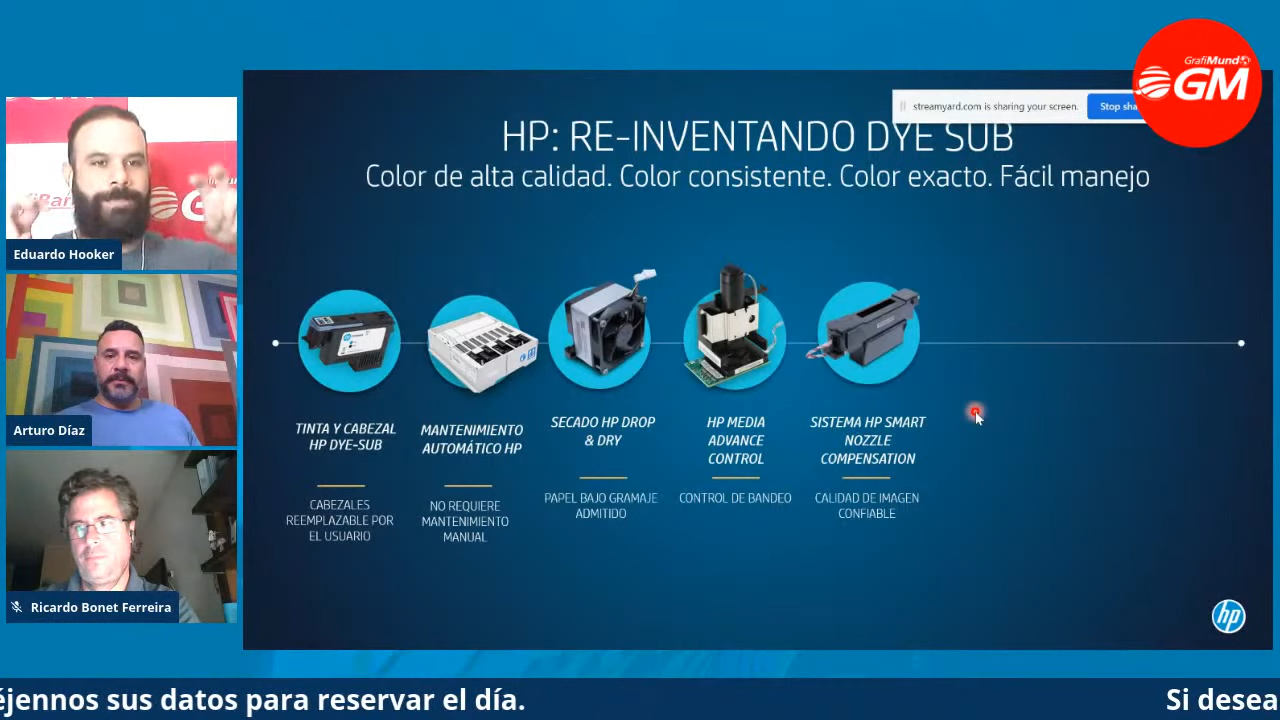 GrafiMundo
GM
streamyard.com is sharing your screen.
Stop sha
HP: RE-INVENTANDO DYE SUB
Color de alta calidad. Color consistente. Color exacto. Fácil manejo
Eduardo Hooker
Arturo Díaz
Ricardo Bonet Ferreira
TINTA Y CABEZAL
HP DYE-SUB
CABEZALES
REEMPLAZABLE POR
EL USUARIO
MANTENIMIENTO
AUTOMÁTICO HP
NO REQUIERE
MANTENIMIENTO
MANUAL
SECADO HP DROP
& DRY
PAPEL BAJO GRAMAJE
ADMITIDO
HP MEDIA
ADVANCE
CONTROL
CONTROL DE BANDEO
SISTEMA HP SMART
NOZZLE
COMPENSATION
CALIDAD DE IMAGEN
CONFIABLE
hp
éjennos sus datos para reservar el día.
Si desea